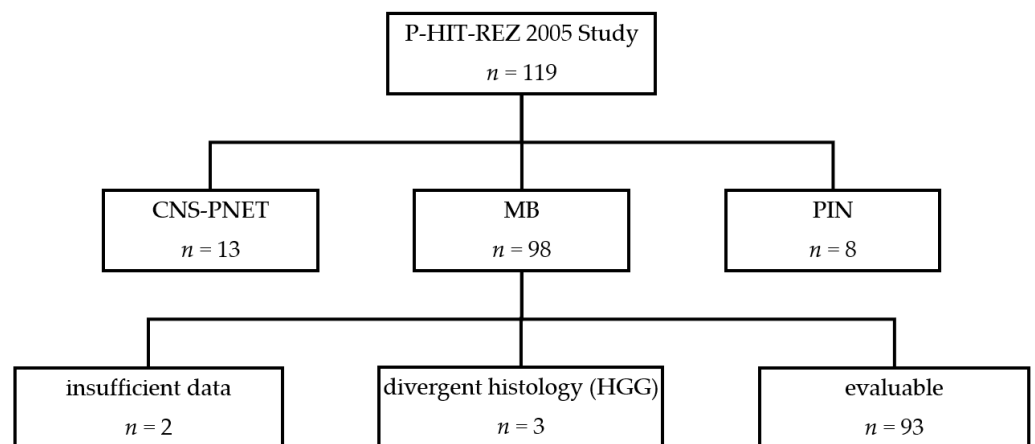 P-HIT-REZ 2005 Study
n = 119
CNS-PNET
n = 13
MB
n = 98
PIN
n = 8
insufficient data
n = 2
divergent histology (HGG)
n = 3
evaluable
n = 93